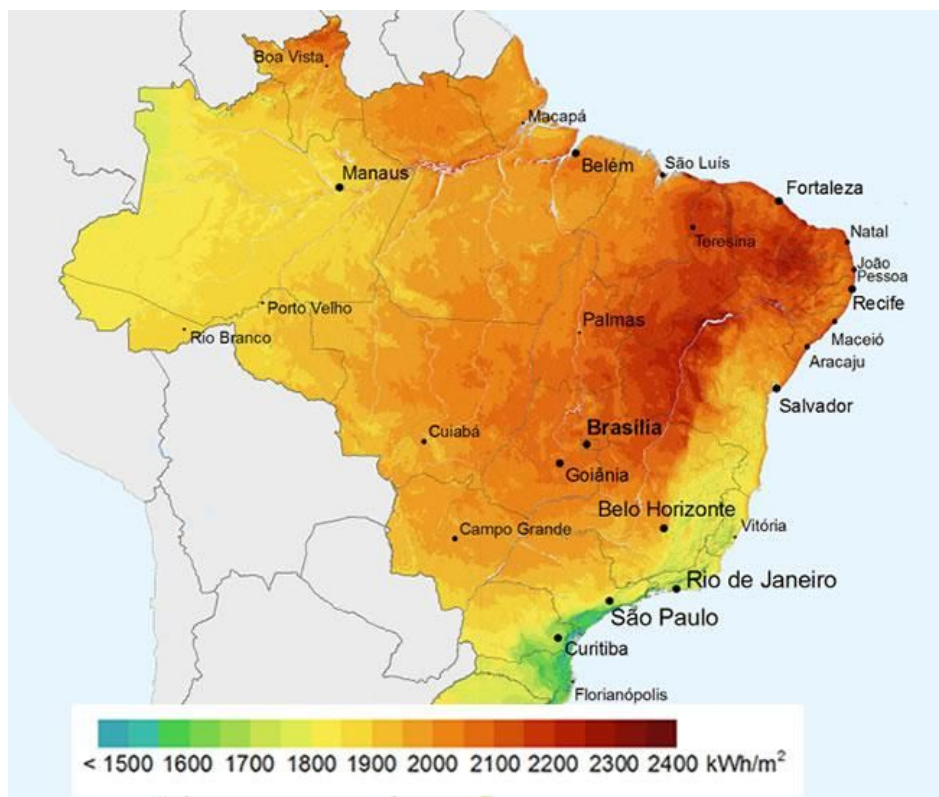 Boa Vista
Macapá
Belém
São Luís
Manaus
Fortaleza
Teresina
Natal
João
Pessoa
Recife
Porto Velho
Palmas
Rio Branco
Maceió
Aracaju
Salvador
Cuiabá
Brasília
Goiânia
Belo Horizonte
Campo Grande
Vitória
Rio de Janeiro
São Paulo
Curitiba
Florianópolis
< 1500 1600 1700 1800 1900 2000 2100 2200 2300 2400 kWh/m²